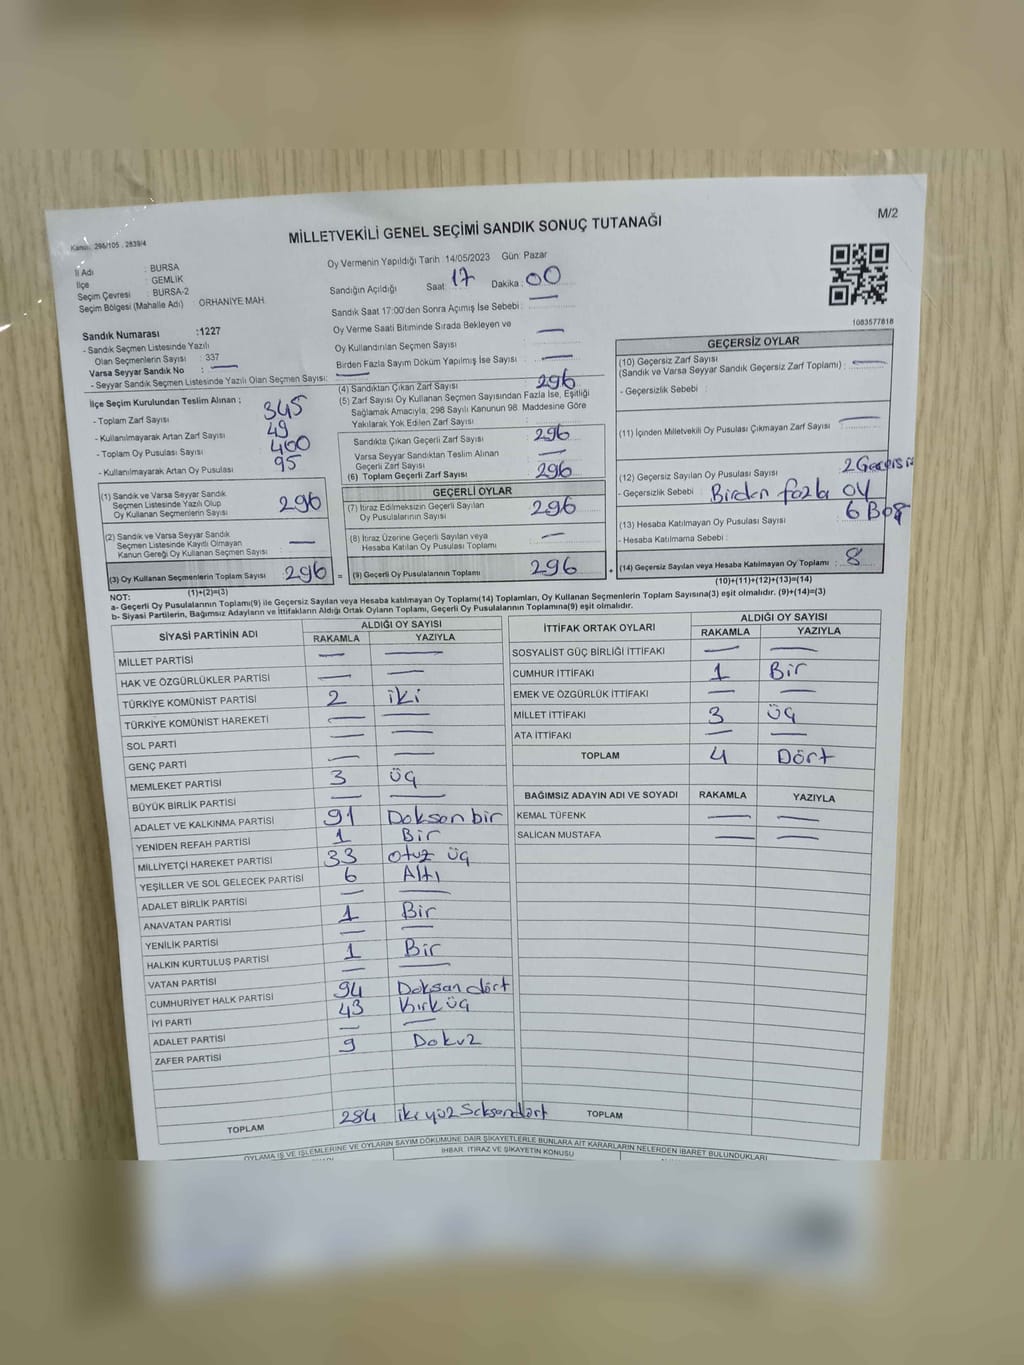 M/2
Kanun: 298/105 , 2839/4
MİLLETVEKİLİ GENEL SEÇİMİ SANDIK SONUÇ TUTANAĞI
1083577818
İl Adı : BURSA
İlçe : GEMLİK
Seçim Çevresi : BURSA-2
Seçim Bölgesi (Mahalle Adı) : ORHANİYE MAH.
Sandık Numarası :1227
- Sandık Seçmen Listesinde Yazılı
Olan Seçmenlerin Sayısı : 337
Varsa Seyyar Sandık No : —
- Seyyar Sandık Seçmen Listesinde Yazılı Olan Seçmen Sayısı: —
Oy Vermenin Yapıldığı Tarih :14/05/2023 Gün: Pazar
Sandığın Açıldığı Saat: 17 Dakika: 00
Sandık Saat 17:00'den Sonra Açılmış İse Sebebi : —
Oy Verme Saati Bitiminde Sırada Bekleyen ve
Oy Kullandırılan Seçmen Sayısı : —
Birden Fazla Sayım Döküm Yapılmış İse Sayısı : —
İlçe Seçim Kurulundan Teslim Alınan ;
- Toplam Zarf Sayısı : 345
- Kullanılmayarak Artan Zarf Sayısı : 49
- Toplam Oy Pusulası Sayısı : 400
- Kullanılmayarak Artan Oy Pusulası : 95
(1) Sandık ve Varsa Seyyar Sandık
Seçmen Listesinde Yazılı Olup
Oy Kullanan Seçmenlerin Sayısı 296
(2) Sandık ve Varsa Seyyar Sandık
Seçmen Listesinde Kayıtlı Olmayan
Kanun Gereği Oy Kullanan Seçmen Sayısı —
(3) Oy Kullanan Seçmenlerin Toplam Sayısı 296 =
(1)+(2)=(3)
(4) Sandıktan Çıkan Zarf Sayısı : 296
(5) Zarf Sayısı Oy Kullanan Seçmen Sayısından Fazla İse, Eşitliği
Sağlamak Amacıyla; 298 Sayılı Kanunun 98. Maddesine Göre
Yakılarak Yok Edilen Zarf Sayısı :
Sandıkta Çıkan Geçerli Zarf Sayısı 296
Varsa Seyyar Sandıktan Teslim Alınan
Geçerli Zarf Sayısı —
(6) Toplam Geçerli Zarf Sayısı 296
GEÇERLİ OYLAR
(7) İtiraz Edilmeksizin Geçerli Sayılan
Oy Pusulalarının Sayısı 296
(8) İtiraz Üzerine Geçerli Sayılan veya
Hesaba Katılan Oy Pusulası Toplamı —
(9) Geçerli Oy Pusulalarının Toplamı 296 +
GEÇERSİZ OYLAR
(10) Geçersiz Zarf Sayısı
(Sandık ve Varsa Seyyar Sandık Geçersiz Zarf Toplamı) : —
- Geçersizlik Sebebi :
(11) İçinden Milletvekili Oy Pusulası Çıkmayan Zarf Sayısı : —
(12) Geçersiz Sayılan Oy Pusulası Sayısı : 2 Geçersiz
- Geçersizlik Sebebi : Birden fazla oy
(13) Hesaba Katılmayan Oy Pusulası Sayısı : 6 Boş
- Hesaba Katılmama Sebebi :
(14) Geçersiz Sayılan veya Hesaba Katılmayan Oy Toplamı : 8
(10)+(11)+(12)+(13)=(14)
NOT:
a- Geçerli Oy Pusulalarının Toplamı(9) ile Geçersiz Sayılan veya Hesaba Katılmayan Oy Toplamı(14) Toplamları, Oy Kullanan Seçmenlerin Toplam Sayısına(3) eşit olmalıdır. (9)+(14)=(3)
b- Siyasi Partilerin, Bağımsız Adayların ve İttifakların Aldığı Ortak Oyların Toplamı, Geçerli Oy Pusulalarının Toplamına(9) eşit olmalıdır.
SİYASİ PARTİNİN ADI ALDIĞI OY SAYISI
RAKAMLA YAZIYLA
MİLLET PARTİSİ — —
HAK VE ÖZGÜRLÜKLER PARTİSİ — —
TÜRKİYE KOMÜNİST PARTİSİ 2 iki
TÜRKİYE KOMÜNİST HAREKETİ — —
SOL PARTİ — —
GENÇ PARTİ — —
MEMLEKET PARTİSİ 3 üç
BÜYÜK BİRLİK PARTİSİ — —
ADALET VE KALKINMA PARTİSİ 91 Doksan bir
YENİDEN REFAH PARTİSİ 1 Bir
MİLLİYETÇİ HAREKET PARTİSİ 33 otuz üç
YEŞİLLER VE SOL GELECEK PARTİSİ 6 Altı
ADALET BİRLİK PARTİSİ — —
ANAVATAN PARTİSİ 1 Bir
YENİLİK PARTİSİ — —
HALKIN KURTULUŞ PARTİSİ 1 Bir
VATAN PARTİSİ — —
CUMHURİYET HALK PARTİSİ 94 Doksan dört
İYİ PARTİ 43 Kırk üç
ADALET PARTİSİ — —
ZAFER PARTİSİ 9 Dokuz
TOPLAM 284 iki yüz Seksendört
İTTİFAK ORTAK OYLARI ALDIĞI OY SAYISI
RAKAMLA YAZIYLA
SOSYALİST GÜÇ BİRLİĞİ İTTİFAKI — —
CUMHUR İTTİFAKI 1 Bir
EMEK VE ÖZGÜRLÜK İTTİFAKI — —
MİLLET İTTİFAKI 3 üç
ATA İTTİFAKI — —
TOPLAM 4 Dört
BAĞIMSIZ ADAYIN ADI VE SOYADI RAKAMLA YAZIYLA
KEMAL TÜFENK — —
SALİCAN MUSTAFA — —
TOPLAM
OYLAMA İŞ VE İŞLEMLERİNE VE OYLARIN SAYIM DÖKÜMÜNE DAİR ŞİKAYETLERLE BUNLARA AİT KARARLARIN NELERDEN İBARET BULUNDUKLARI
İHBAR, İTİRAZ VE ŞİKAYETİN KONUSU